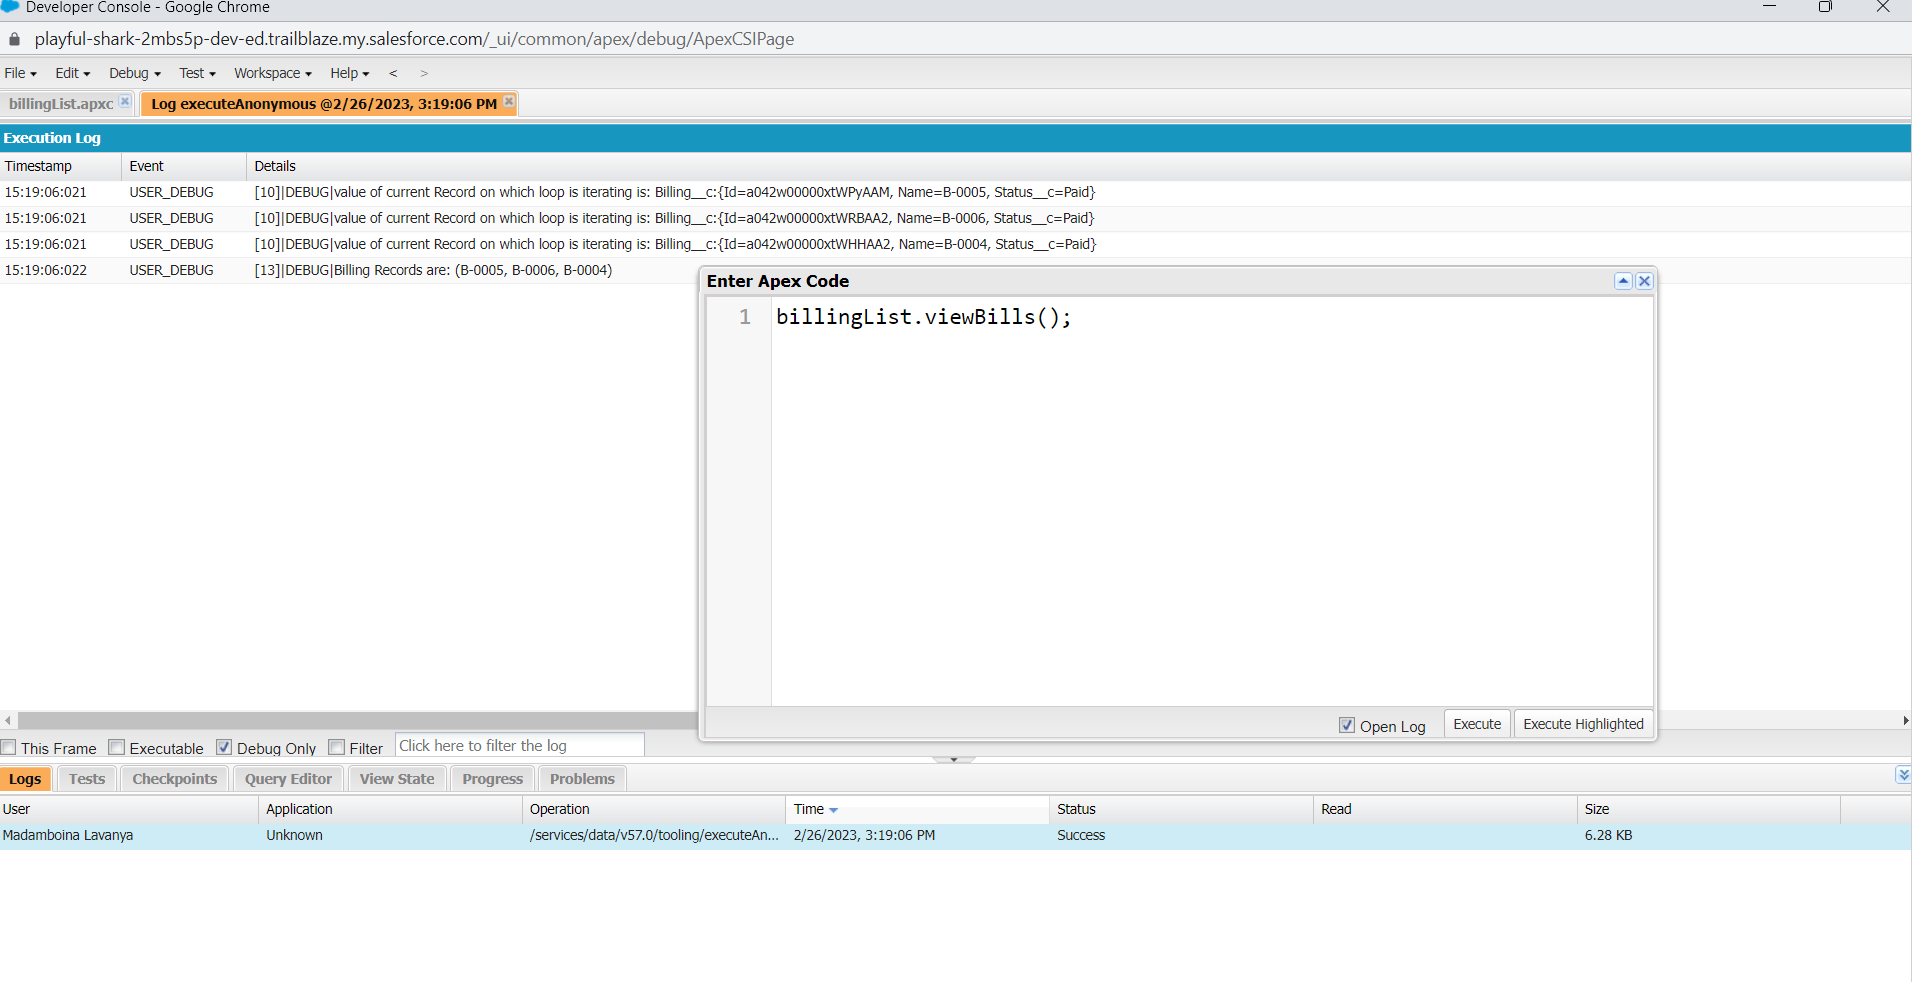 Developer Console - Google Chrome
playful-shark-2mbs5p-dev-ed.trailblaze.my.salesforce.com/_ui/common/apex/debug/ApexCSIPage
File Edit Debug Test Workspace Help < >
billingList.apxc Log executeAnonymous @2/26/2023, 3:19:06 PM
Execution Log
Timestamp Event Details
15:19:06:021 USER_DEBUG [10]|DEBUG|value of current Record on which loop is iterating is: Billing__c:{Id=a042w00000xtWPyAAM, Name=B-0005, Status__c=Paid}
15:19:06:021 USER_DEBUG [10]|DEBUG|value of current Record on which loop is iterating is: Billing__c:{Id=a042w00000xtWRBAA2, Name=B-0006, Status__c=Paid}
15:19:06:021 USER_DEBUG [10]|DEBUG|value of current Record on which loop is iterating is: Billing__c:{Id=a042w00000xtWHHAA2, Name=B-0004, Status__c=Paid}
15:19:06:022 USER_DEBUG [13]|DEBUG|Billing Records are: (B-0005, B-0006, B-0004)
Enter Apex Code
1 billingList.viewBills();
Open Log Execute Execute Highlighted
This Frame Executable Debug Only Filter Click here to filter the log
Logs Tests Checkpoints Query Editor View State Progress Problems
User Application Operation Time Status Read Size
Madamboina Lavanya Unknown /services/data/v57.0/tooling/executeAn... 2/26/2023, 3:19:06 PM Success 6.28 KB